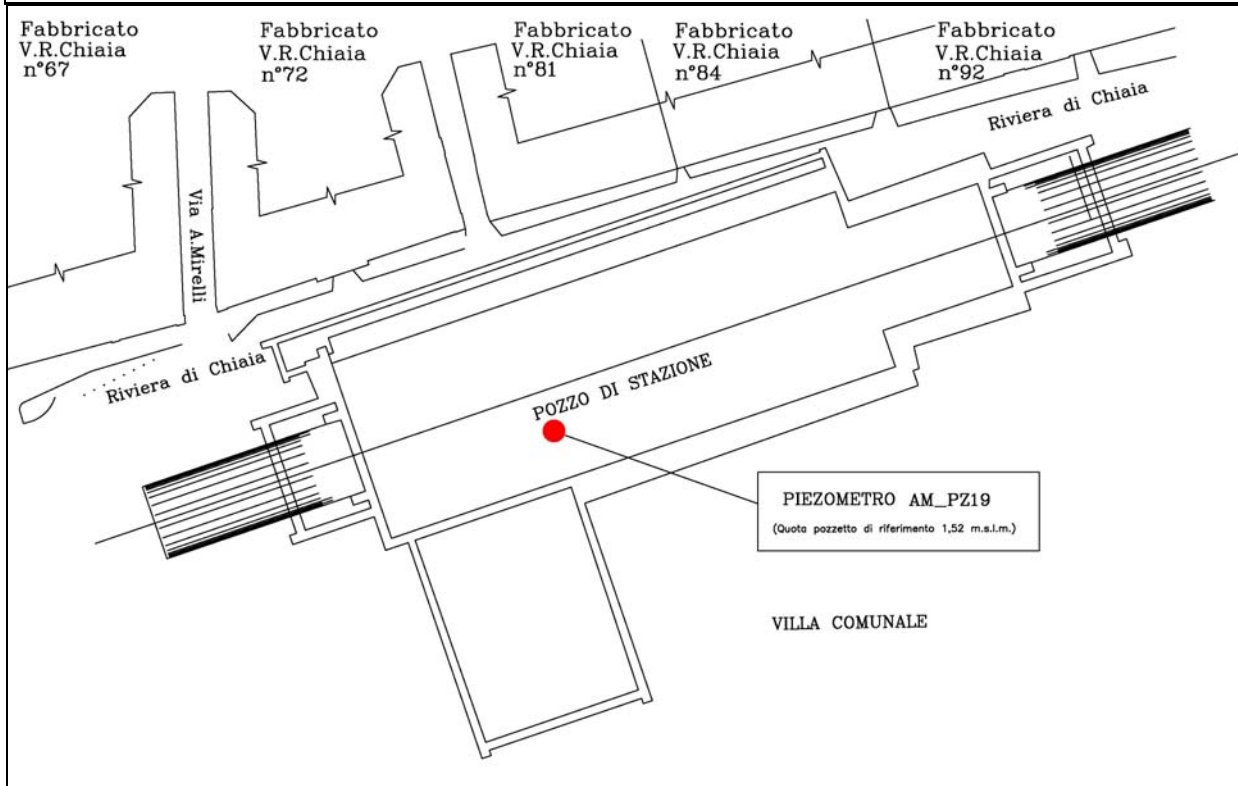 Fabbricato
V.R.Chiaia
n°67
Fabbricato
V.R.Chiaia
n°72
Fabbricato
V.R.Chiaia
n°81
Fabbricato
V.R.Chiaia
n°84
Fabbricato
V.R.Chiaia
n°92
Riviera di Chiaia
Via A.Mirelli
Riviera di Chiaia
POZZO DI STAZIONE
PIEZOMETRO AM_PZ19
(Quota pozzetto di riferimento 1,52 m.s.l.m.)
VILLA COMUNALE